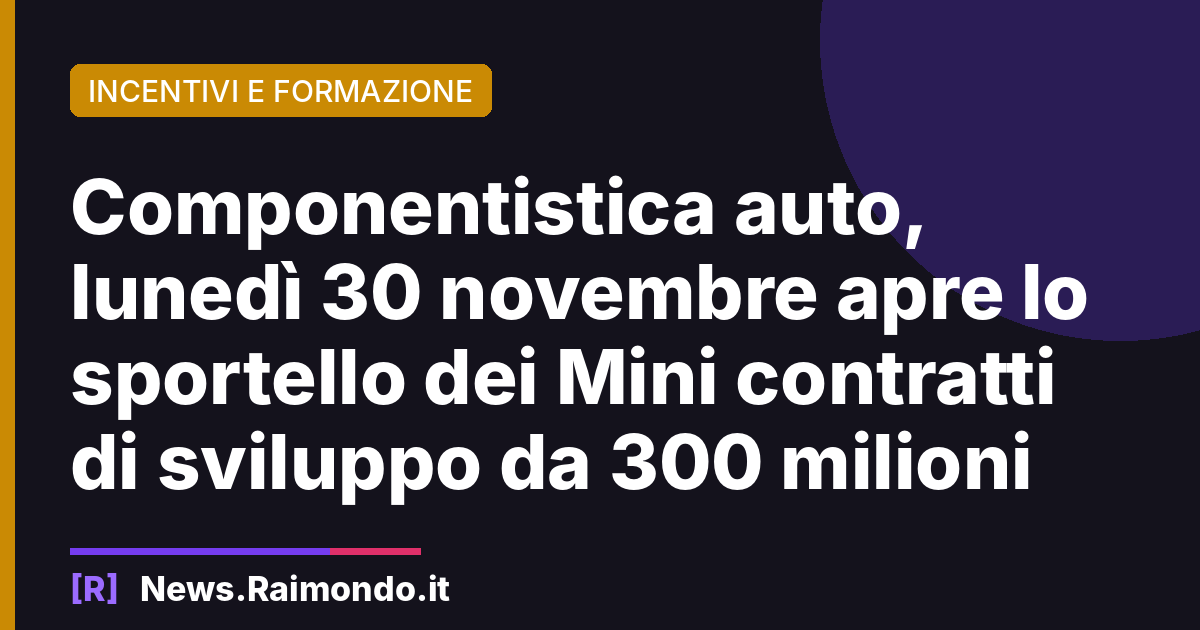 INCENTIVI E FORMAZIONE
Componentistica auto,
lunedì 30 novembre apre lo
sportello dei Mini contratti
di sviluppo da 300 milioni
[R] News.Raimondo.it